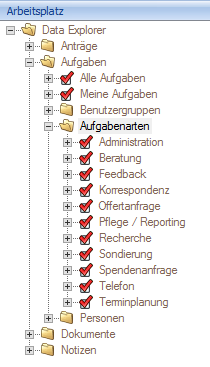 Arbeitsplatz
Data Explorer
Anträge
Aufgaben
Alle Aufgaben
Meine Aufgaben
Benutzergruppen
Aufgabenarten
Administration
Beratung
Feedback
Korrespondenz
Offertanfrage
Pflege / Reporting
Recherche
Sondierung
Spendenanfrage
Telefon
Terminplanung
Personen
Dokumente
Notizen